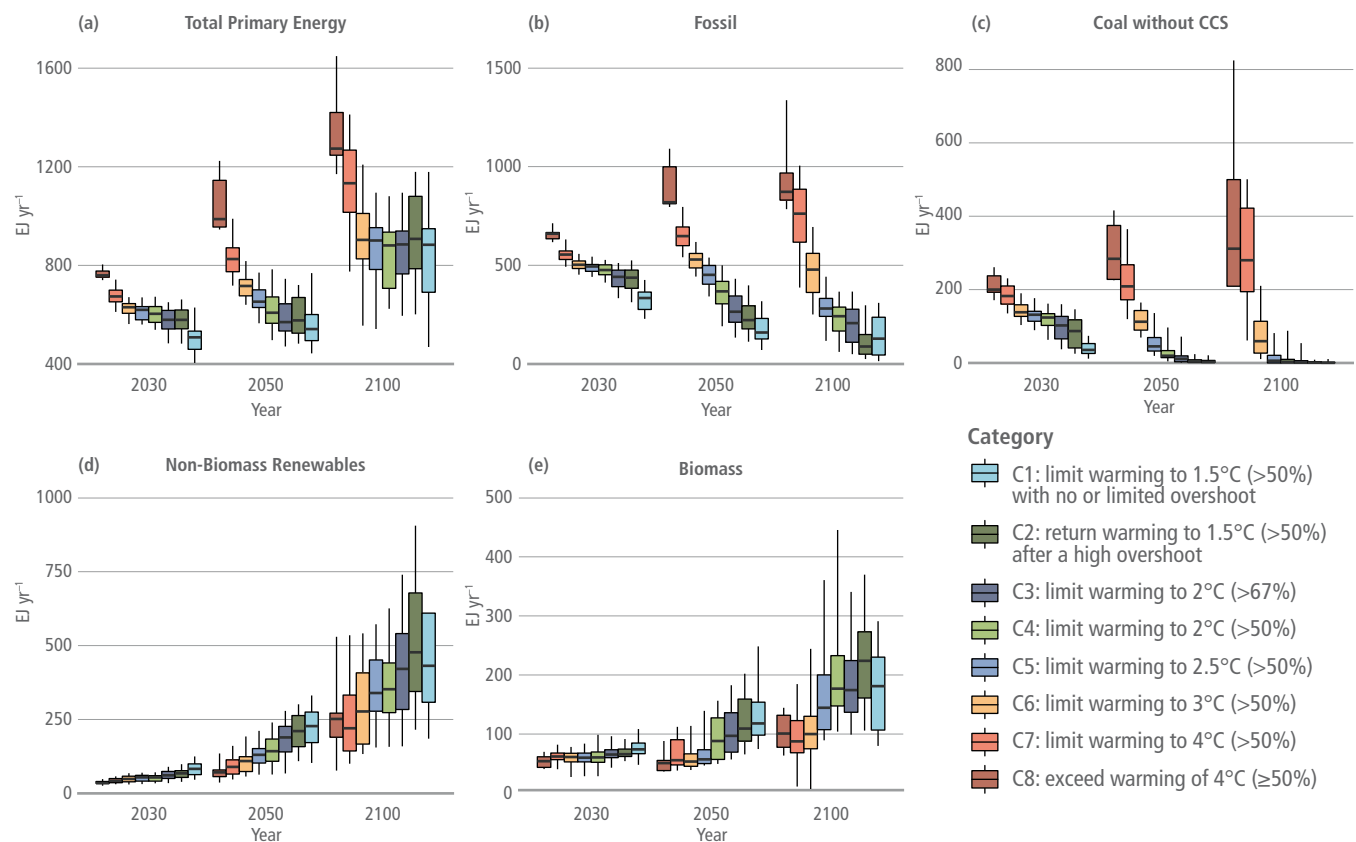 (a) Total Primary Energy
1600
1200
800
400
EJ yr⁻¹
2030 2050 2100
Year
(b) Fossil
1500
1000
500
0
EJ yr⁻¹
2030 2050 2100
Year
(c) Coal without CCS
800
600
400
200
0
EJ yr⁻¹
2030 2050 2100
Year
(d) Non-Biomass Renewables
1000
750
500
250
0
EJ yr⁻¹
2030 2050 2100
Year
(e) Biomass
500
400
300
200
100
0
EJ yr⁻¹
2030 2050 2100
Year
Category
C1: limit warming to 1.5°C (>50%)
with no or limited overshoot
C2: return warming to 1.5°C (>50%)
after a high overshoot
C3: limit warming to 2°C (>67%)
C4: limit warming to 2°C (>50%)
C5: limit warming to 2.5°C (>50%)
C6: limit warming to 3°C (>50%)
C7: limit warming to 4°C (>50%)
C8: exceed warming of 4°C (≥50%)